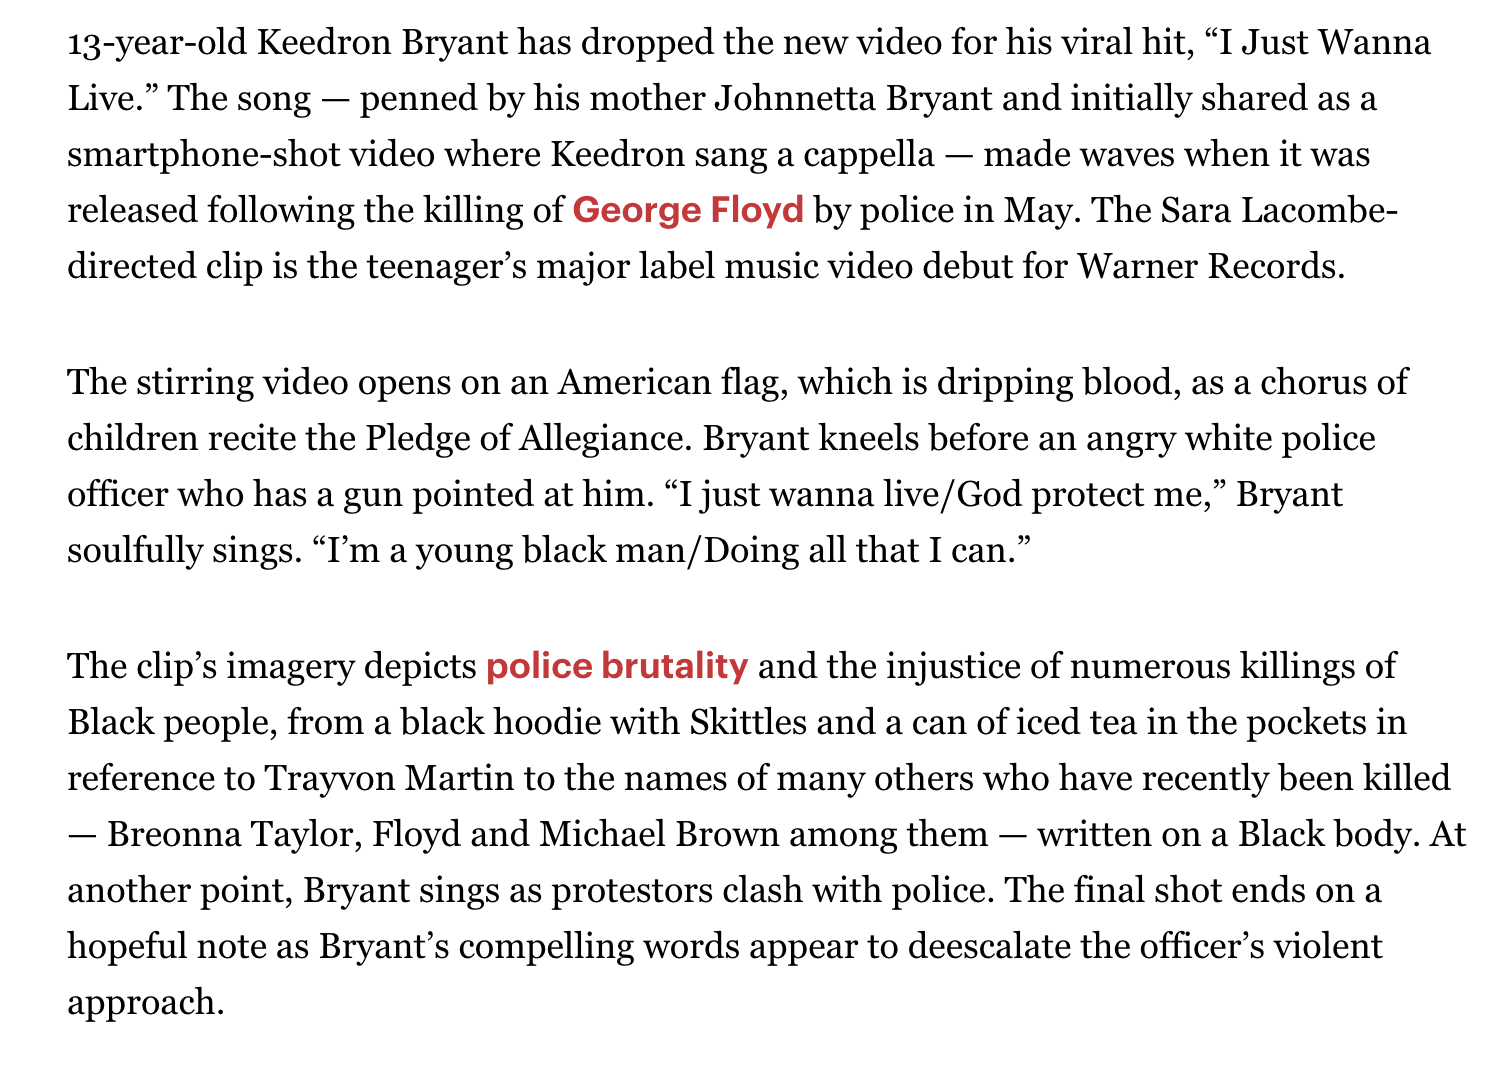 13-year-old Keedron Bryant has dropped the new video for his viral hit, “I Just Wanna
Live.” The song — penned by his mother Johnnetta Bryant and initially shared as a
smartphone-shot video where Keedron sang a cappella — made waves when it was
released following the killing of George Floyd by police in May. The Sara Lacombe-
directed clip is the teenager’s major label music video debut for Warner Records.
The stirring video opens on an American flag, which is dripping blood, as a chorus of
children recite the Pledge of Allegiance. Bryant kneels before an angry white police
officer who has a gun pointed at him. “I just wanna live/God protect me,” Bryant
soulfully sings. “I’m a young black man/Doing all that I can.”
The clip’s imagery depicts police brutality and the injustice of numerous killings of
Black people, from a black hoodie with Skittles and a can of iced tea in the pockets in
reference to Trayvon Martin to the names of many others who have recently been killed
— Breonna Taylor, Floyd and Michael Brown among them — written on a Black body. At
another point, Bryant sings as protestors clash with police. The final shot ends on a
hopeful note as Bryant’s compelling words appear to deescalate the officer’s violent
approach.